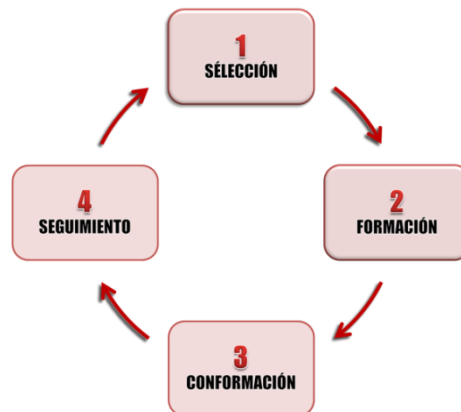 1
SÉLECCIÓN
2
FORMACIÓN
3
CONFORMACIÓN
4
SEGUIMIENTO